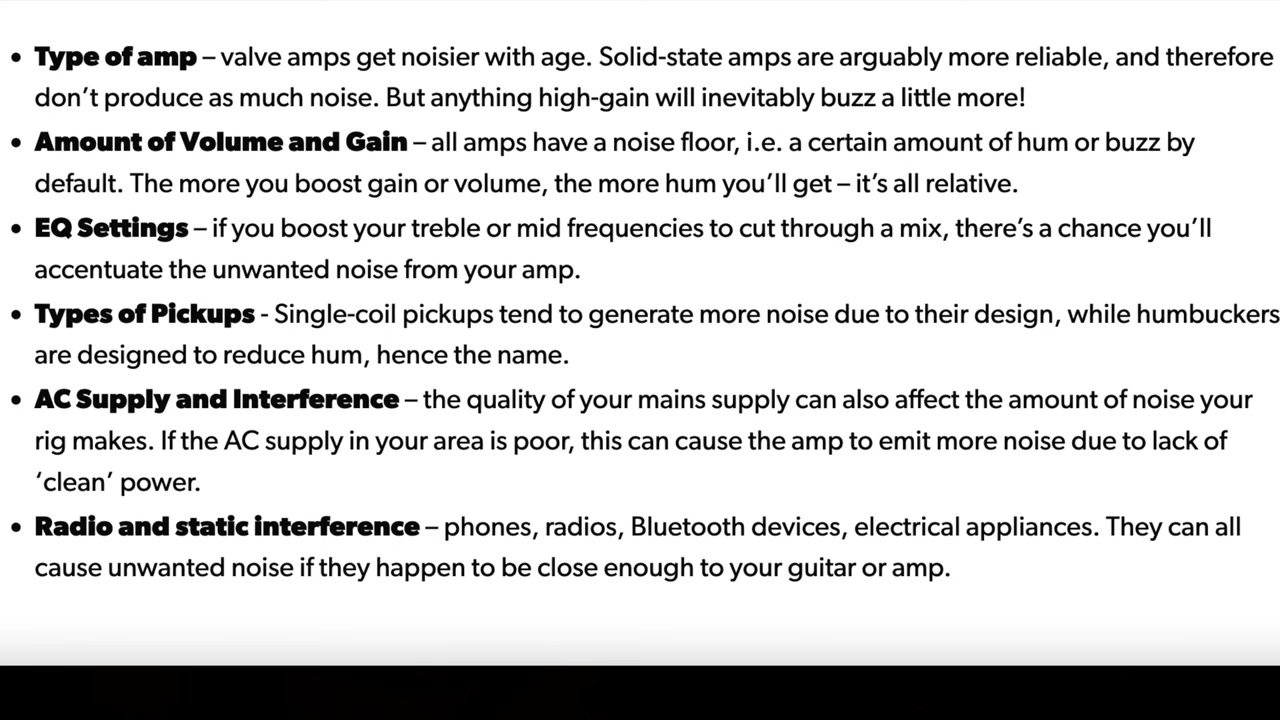 • Type of amp – valve amps get noisier with age. Solid-state amps are arguably more reliable, and therefore
don’t produce as much noise. But anything high-gain will inevitably buzz a little more!
• Amount of Volume and Gain – all amps have a noise floor, i.e. a certain amount of hum or buzz by
default. The more you boost gain or volume, the more hum you’ll get – it’s all relative.
• EQ Settings – if you boost your treble or mid frequencies to cut through a mix, there’s a chance you’ll
accentuate the unwanted noise from your amp.
• Types of Pickups - Single-coil pickups tend to generate more noise due to their design, while humbuckers
are designed to reduce hum, hence the name.
• AC Supply and Interference – the quality of your mains supply can also affect the amount of noise your
rig makes. If the AC supply in your area is poor, this can cause the amp to emit more noise due to lack of
‘clean’ power.
• Radio and static interference – phones, radios, Bluetooth devices, electrical appliances. They can all
cause unwanted noise if they happen to be close enough to your guitar or amp.